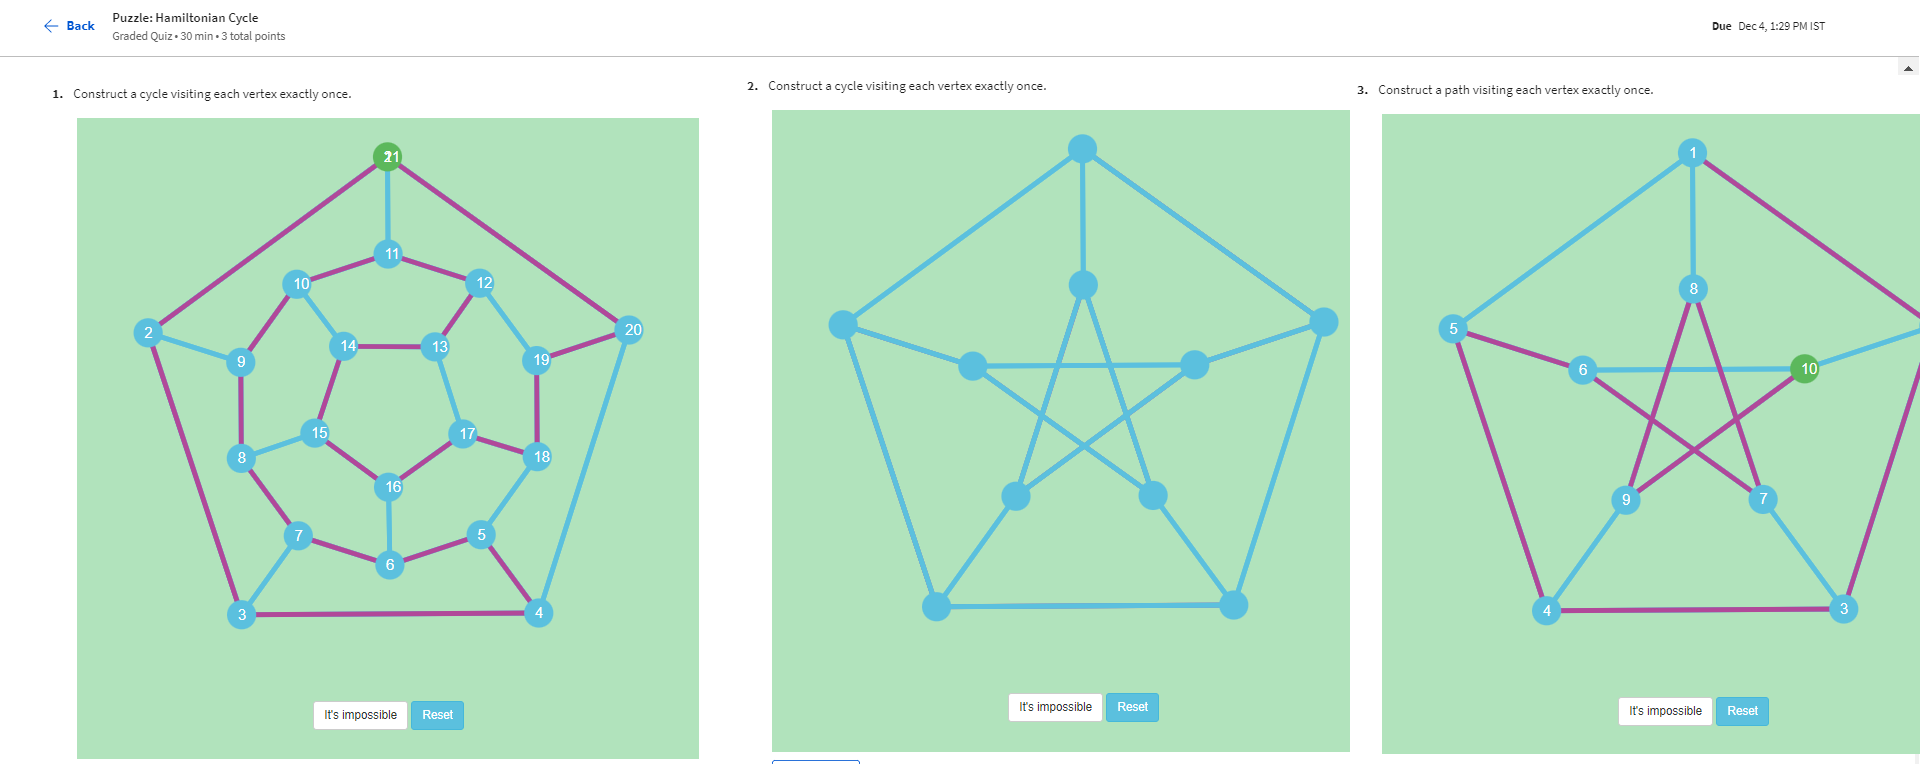 Back
Puzzle: Hamiltonian Cycle
Graded Quiz • 30 min • 3 total points
Due Dec 4, 1:29 PM IST
1. Construct a cycle visiting each vertex exactly once.
21
11
10
12
2
20
9
14
13
19
15
17
8
18
16
7
5
6
3
4
It's impossible
Reset
2. Construct a cycle visiting each vertex exactly once.
It's impossible
Reset
3. Construct a path visiting each vertex exactly once.
1
8
5
6
10
9
7
4
3
It's impossible
Reset